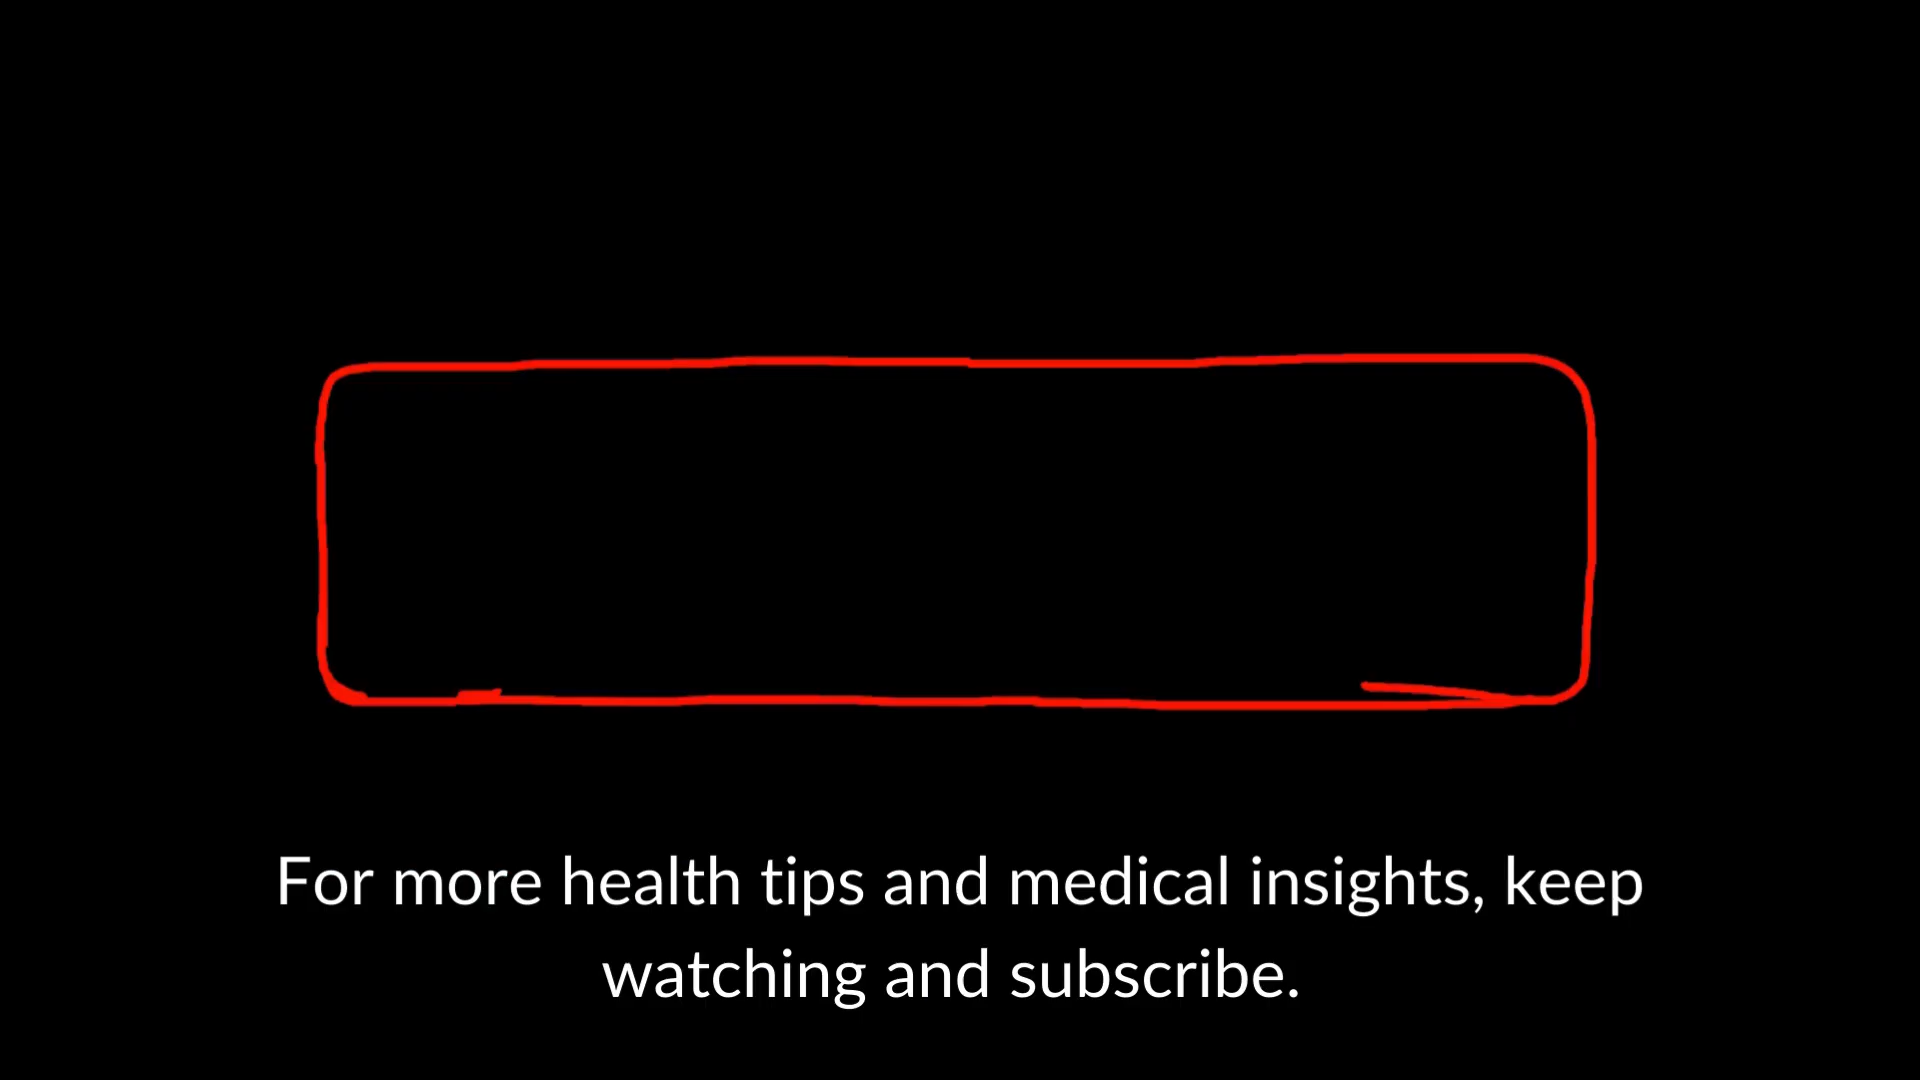 For more health tips and medical insights, keep
watching and subscribe.